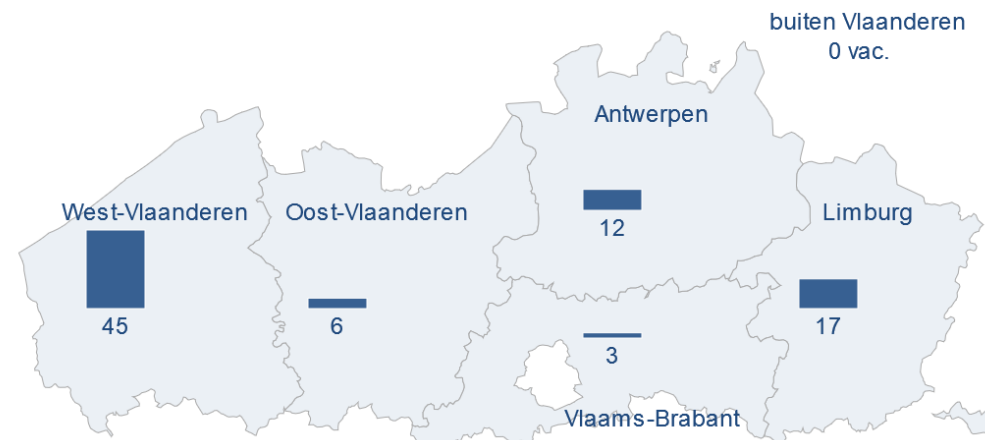 buiten Vlaanderen
0 vac.
Antwerpen
12
West-Vlaanderen
45
Oost-Vlaanderen
6
Limburg
17
3
Vlaams-Brabant